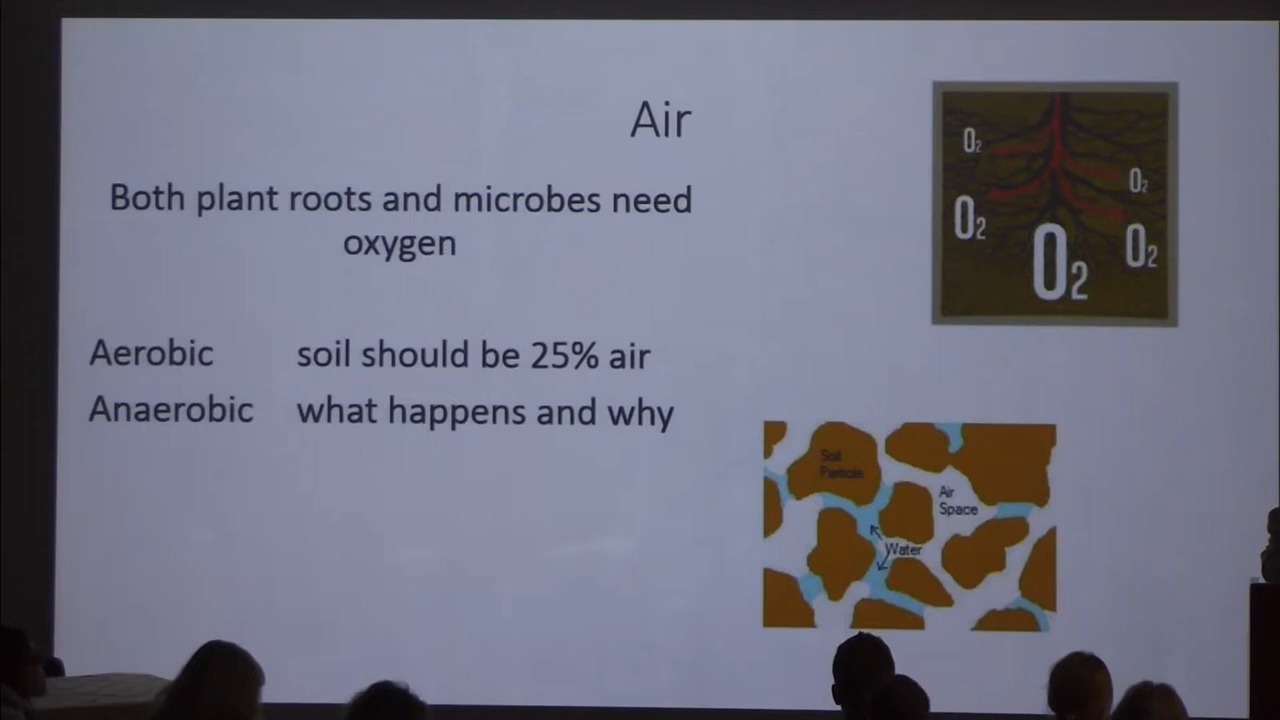 Air
Both plant roots and microbes need
oxygen
Aerobic soil should be 25% air
Anaerobic what happens and why
O₂
O₂
O₂
O₂
O₂
Soil
Particle
Air
Space
Water